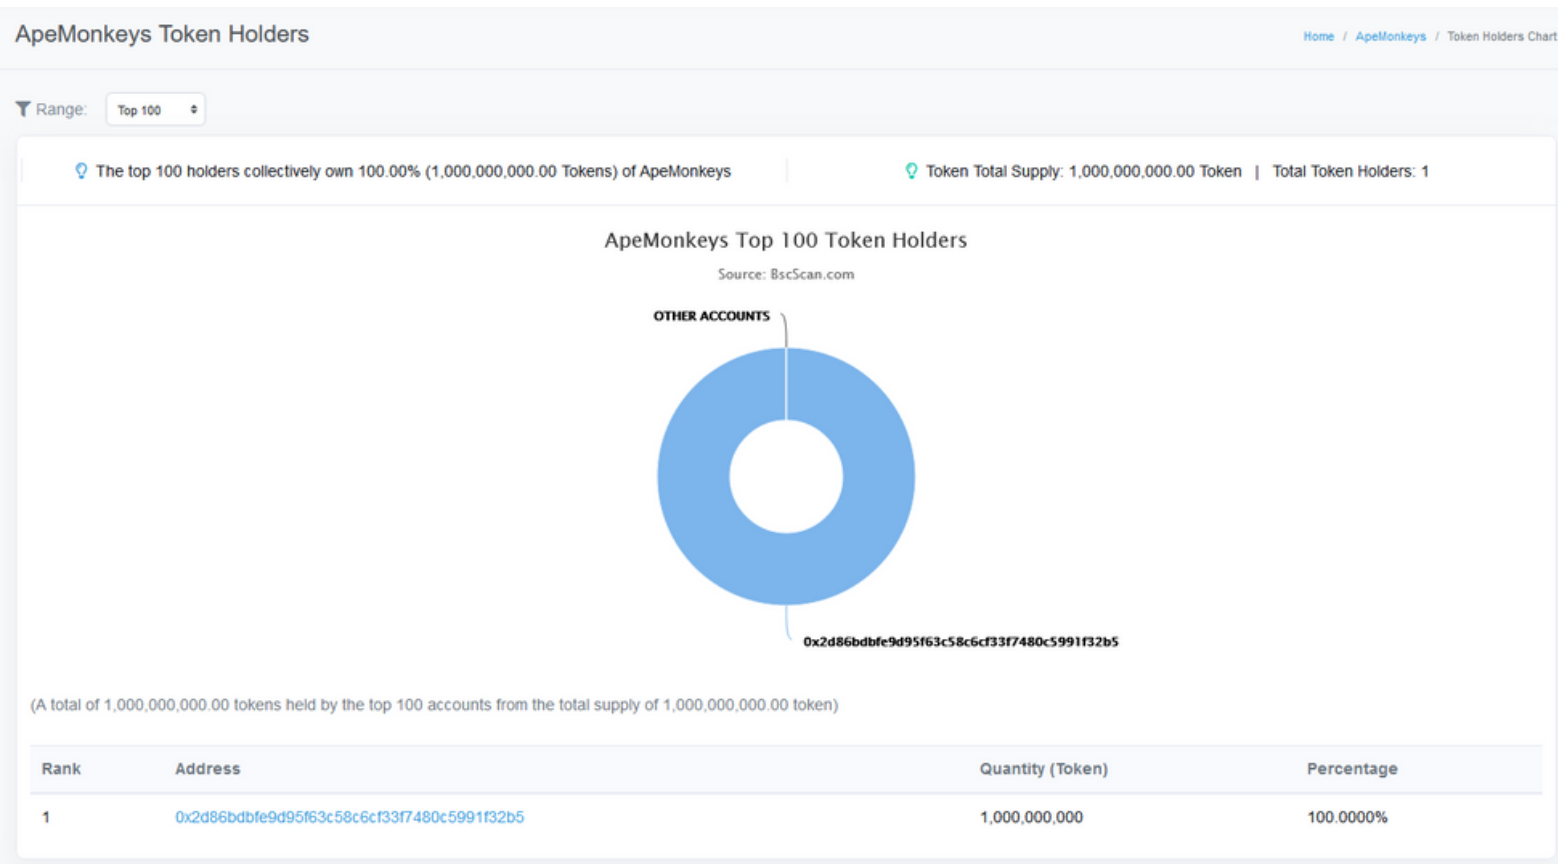 ApeMonkeys Token Holders
Home / ApeMonkeys / Token Holders Chart
Range: Top 100
The top 100 holders collectively own 100.00% (1,000,000,000.00 Tokens) of ApeMonkeys
Token Total Supply: 1,000,000,000.00 Token | Total Token Holders: 1
ApeMonkeys Top 100 Token Holders
Source: BscScan.com
OTHER ACCOUNTS
0x2d86bdbfe9d95f63c58c6cf33f7480c5991f32b5
(A total of 1,000,000,000.00 tokens held by the top 100 accounts from the total supply of 1,000,000,000.00 token)
Rank Address Quantity (Token) Percentage
1 0x2d86bdbfe9d95f63c58c6cf33f7480c5991f32b5 1,000,000,000 100.0000%